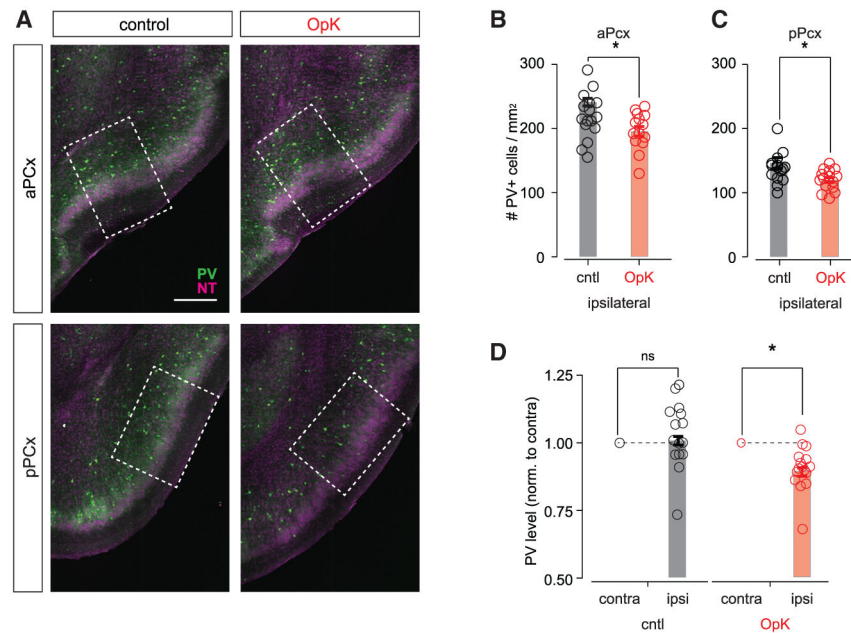 A
control
OpK
aPCx
PV
NT
pPCx
B
aPcx
*
300
200
100
0
# PV+ cells / mm2
cntl
OpK
ipsilateral
C
pPcx
*
300
200
100
0
cntl
OpK
ipsilateral
D
ns
*
1.25
1.00
0.75
0.50
PV level (norm. to contra)
contra
ipsi
contra
ipsi
cntl
OpK